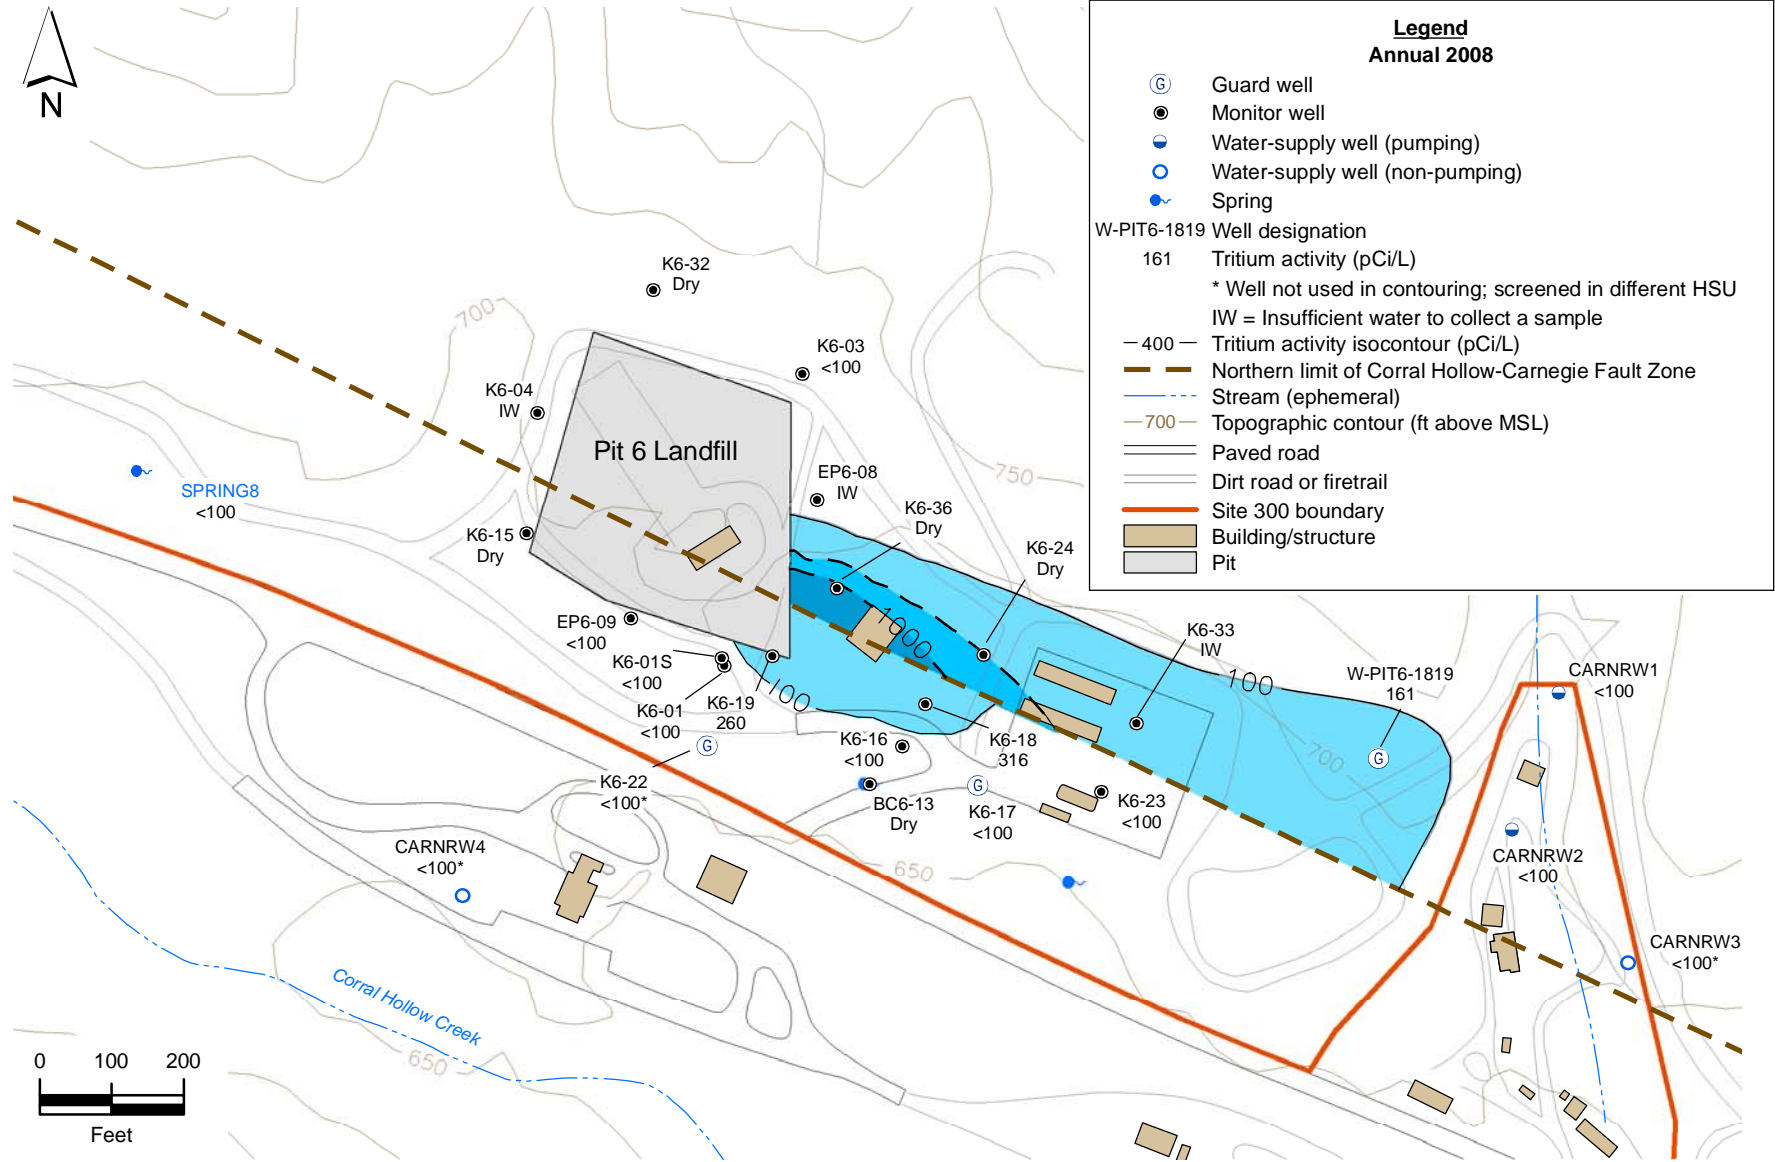 Legend
Annual 2008
Guard well
Monitor well
Water-supply well (pumping)
Water-supply well (non-pumping)
Spring
W-PIT6-1819 Well designation
161 Tritium activity (pCi/L)
* Well not used in contouring; screened in different HSU
IW = Insufficient water to collect a sample
400 Tritium activity isocontour (pCi/L)
Northern limit of Corral Hollow-Carnegie Fault Zone
Stream (ephemeral)
700 Topographic contour (ft above MSL)
Paved road
Dirt road or firetrail
Site 300 boundary
Building/structure
Pit
G
N
K6-32
Dry
700
K6-03
<100
K6-04
IW
Pit 6 Landfill
SPRING8
<100
EP6-08
IW
750
K6-36
Dry
K6-15
Dry
K6-24
Dry
EP6-09
<100
1000
K6-33
IW
K6-01S
<100
W-PIT6-1819
161
CARNRW1
<100
100
100
K6-01
<100
K6-19
260
K6-16
<100
K6-18
316
700
G
G
K6-22
<100*
BC6-13
Dry
G
K6-17
<100
K6-23
<100
CARNRW4
<100*
650
CARNRW2
<100
CARNRW3
<100*
Corral Hollow Creek
650
0 100 200
Feet